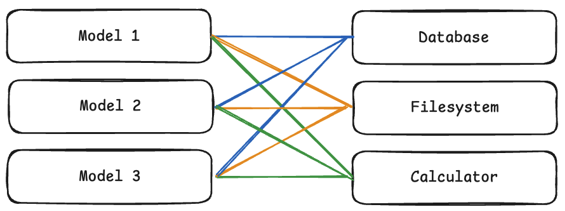 Model 1
Database
Model 2
Filesystem
Model 3
Calculator